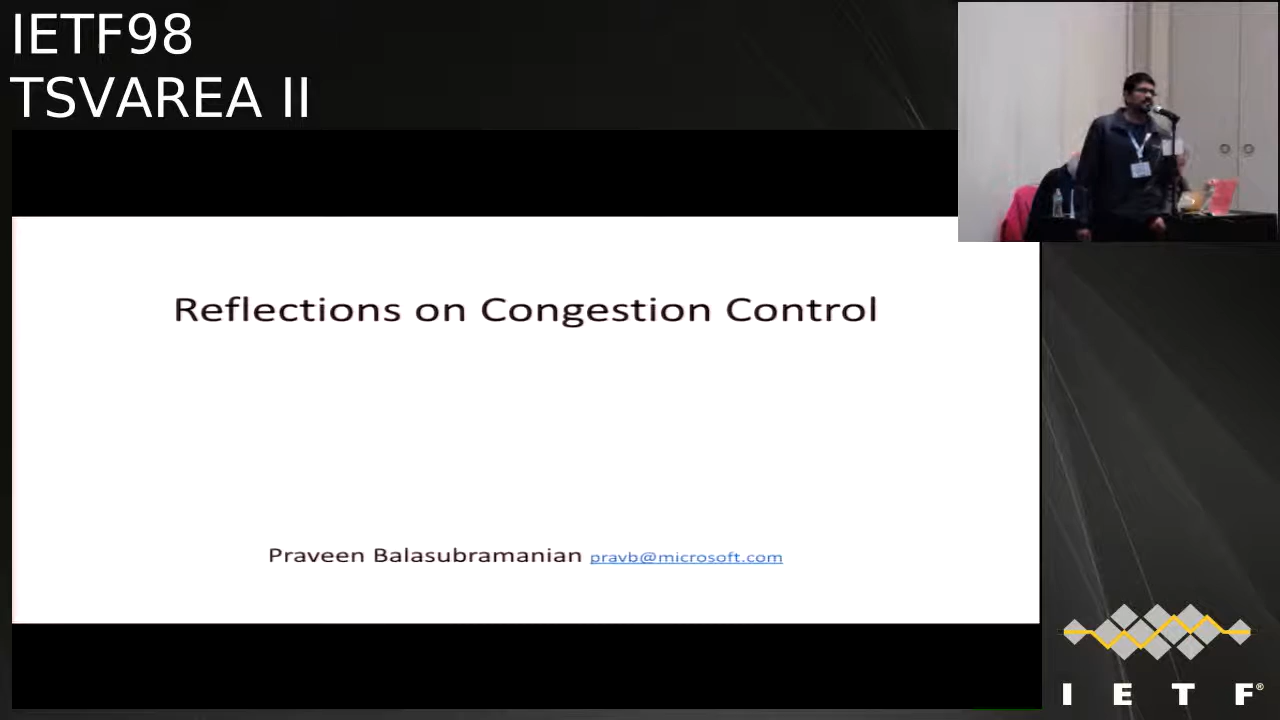 IETF98
TSVAREA II
Reflections on Congestion Control
Praveen Balasubramanian pravb@microsoft.com
I E T F®